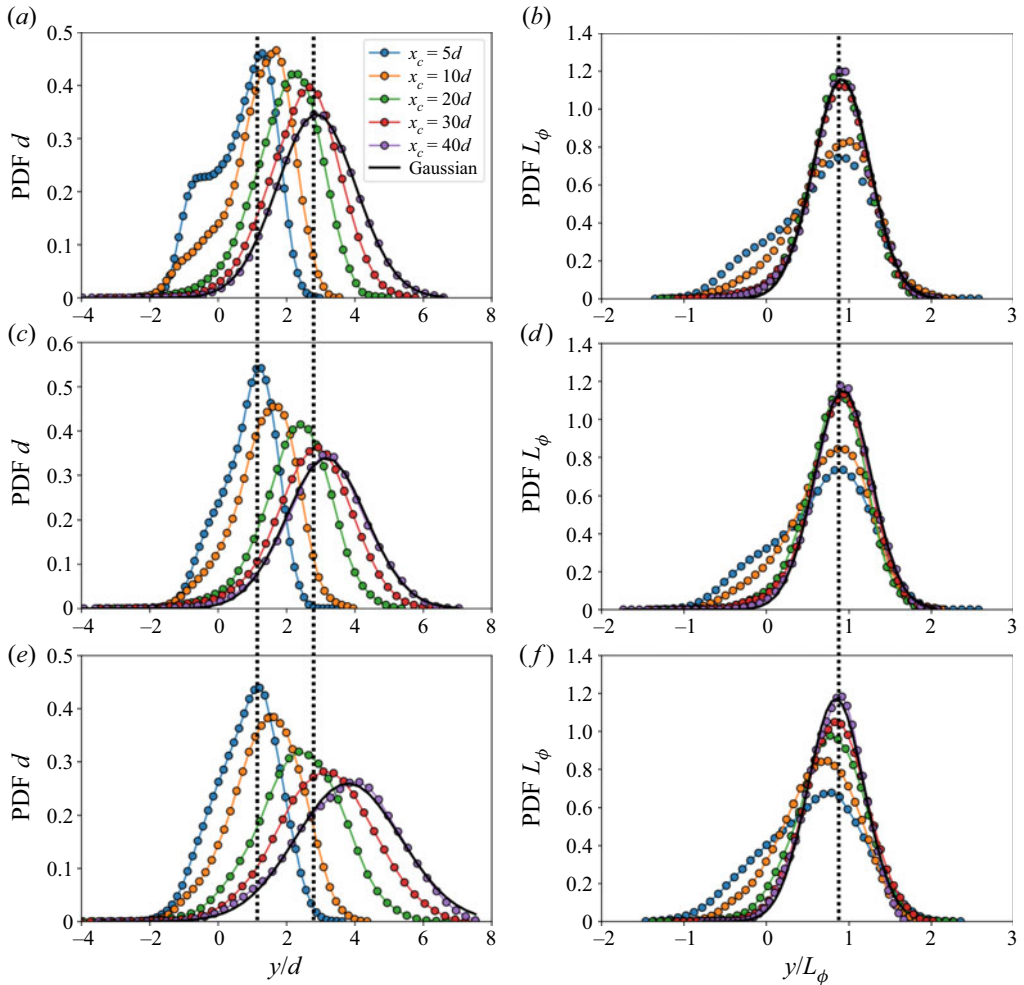 (a)
0.5
0.4
0.3
0.2
0.1
0
PDF d
x_c = 5d
x_c = 10d
x_c = 20d
x_c = 30d
x_c = 40d
Gaussian
–4 –2 0 2 4 6 8
(b)
1.4
1.2
1.0
0.8
0.6
0.4
0.2
0
PDF L_ϕ
–2 –1 0 1 2 3
(c)
0.6
0.5
0.4
0.3
0.2
0.1
0
PDF d
–4 –2 0 2 4 6 8
(d)
1.4
1.2
1.0
0.8
0.6
0.4
0.2
0
PDF L_ϕ
–2 –1 0 1 2 3
(e)
0.5
0.4
0.3
0.2
0.1
0
PDF d
–4 –2 0 2 4 6 8
y/d
(f)
1.4
1.2
1.0
0.8
0.6
0.4
0.2
0
PDF L_ϕ
–2 –1 0 1 2 3
y/L_ϕ